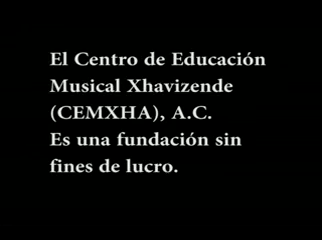 El Centro de Educación
Musical Xhavizende
(CEMXHA), A.C.
Es una fundación sin
fines de lucro.